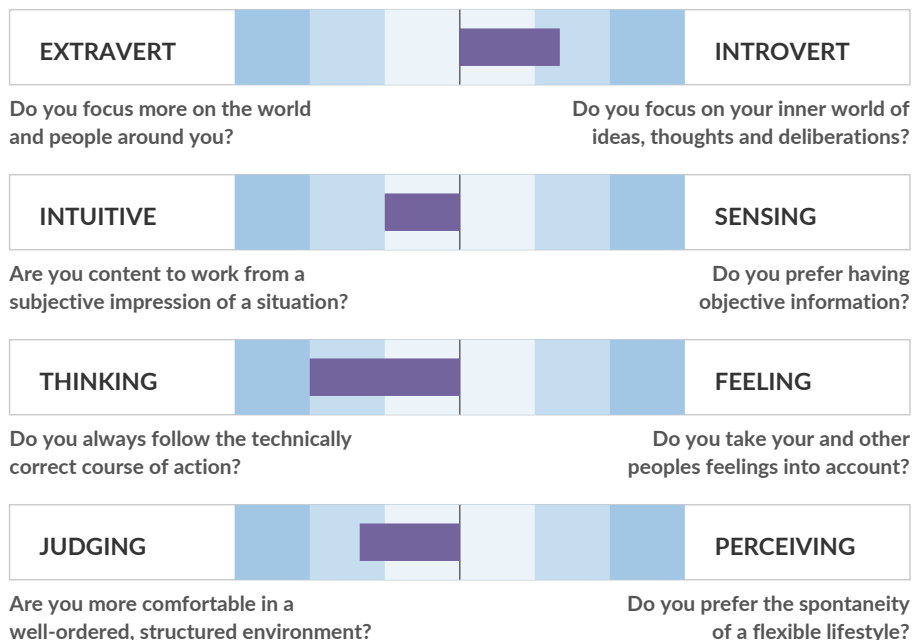 EXTRAVERT
INTROVERT
Do you focus more on the world
and people around you?
Do you focus on your inner world of
ideas, thoughts and deliberations?
INTUITIVE
SENSING
Are you content to work from a
subjective impression of a situation?
Do you prefer having
objective information?
THINKING
FEELING
Do you always follow the technically
correct course of action?
Do you take your and other
peoples feelings into account?
JUDGING
PERCEIVING
Are you more comfortable in a
well-ordered, structured environment?
Do you prefer the spontaneity
of a flexible lifestyle?